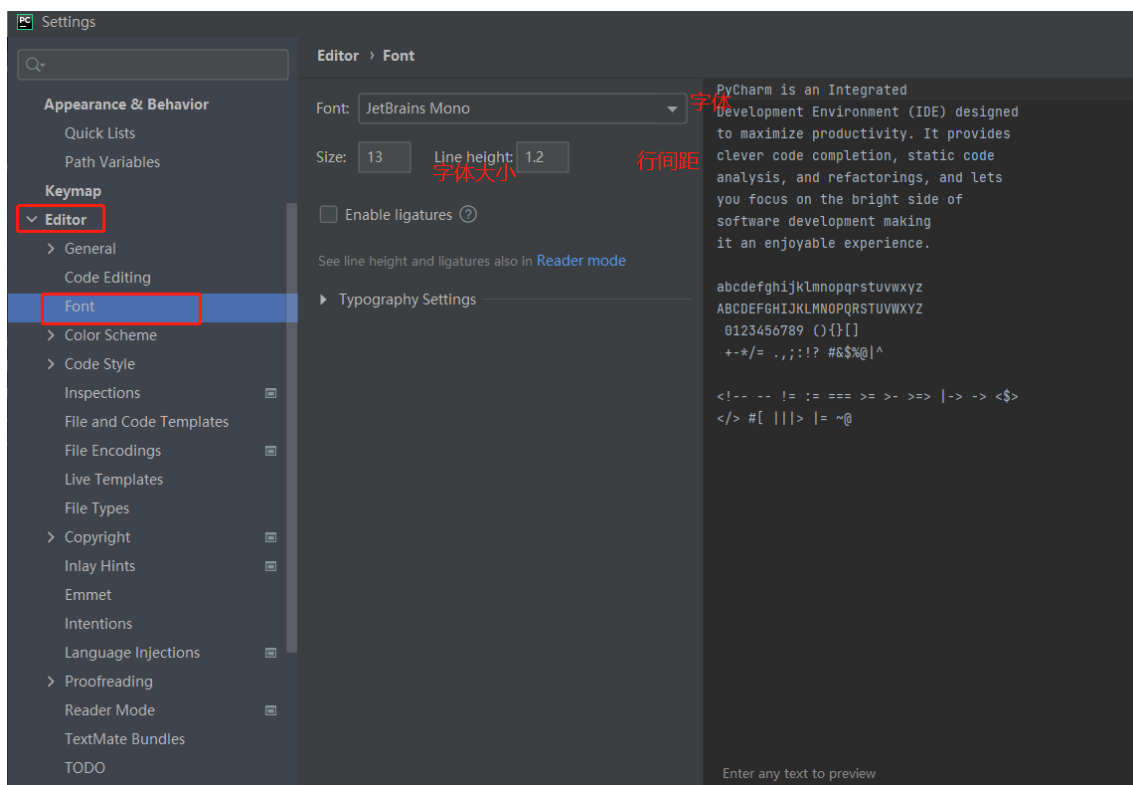 PC Settings
Appearance & Behavior
Quick Lists
Path Variables
Keymap
Editor
General
Code Editing
Font
Color Scheme
Code Style
Inspections
File and Code Templates
File Encodings
Live Templates
File Types
Copyright
Inlay Hints
Emmet
Intentions
Language Injections
Proofreading
Reader Mode
TextMate Bundles
TODO
Editor › Font
Font: JetBrains Mono 字体
Size: 13 Line height: 1.2 行间距
字体大小
Enable ligatures ?
See line height and ligatures also in Reader mode
Typography Settings
PyCharm is an Integrated
Development Environment (IDE) designed
to maximize productivity. It provides
clever code completion, static code
analysis, and refactorings, and lets
you focus on the bright side of
software development making
it an enjoyable experience.
abcdefghijklmnopqrstuvwxyz
ABCDEFGHIJKLMNOPQRSTUVWXYZ
0123456789 (){}[]
+-*/= .,;:!? #&$%@|^
<!-- -- != := === >= >- >=> |-> -> <$>
</> #[ |||> |= ~@
Enter any text to preview